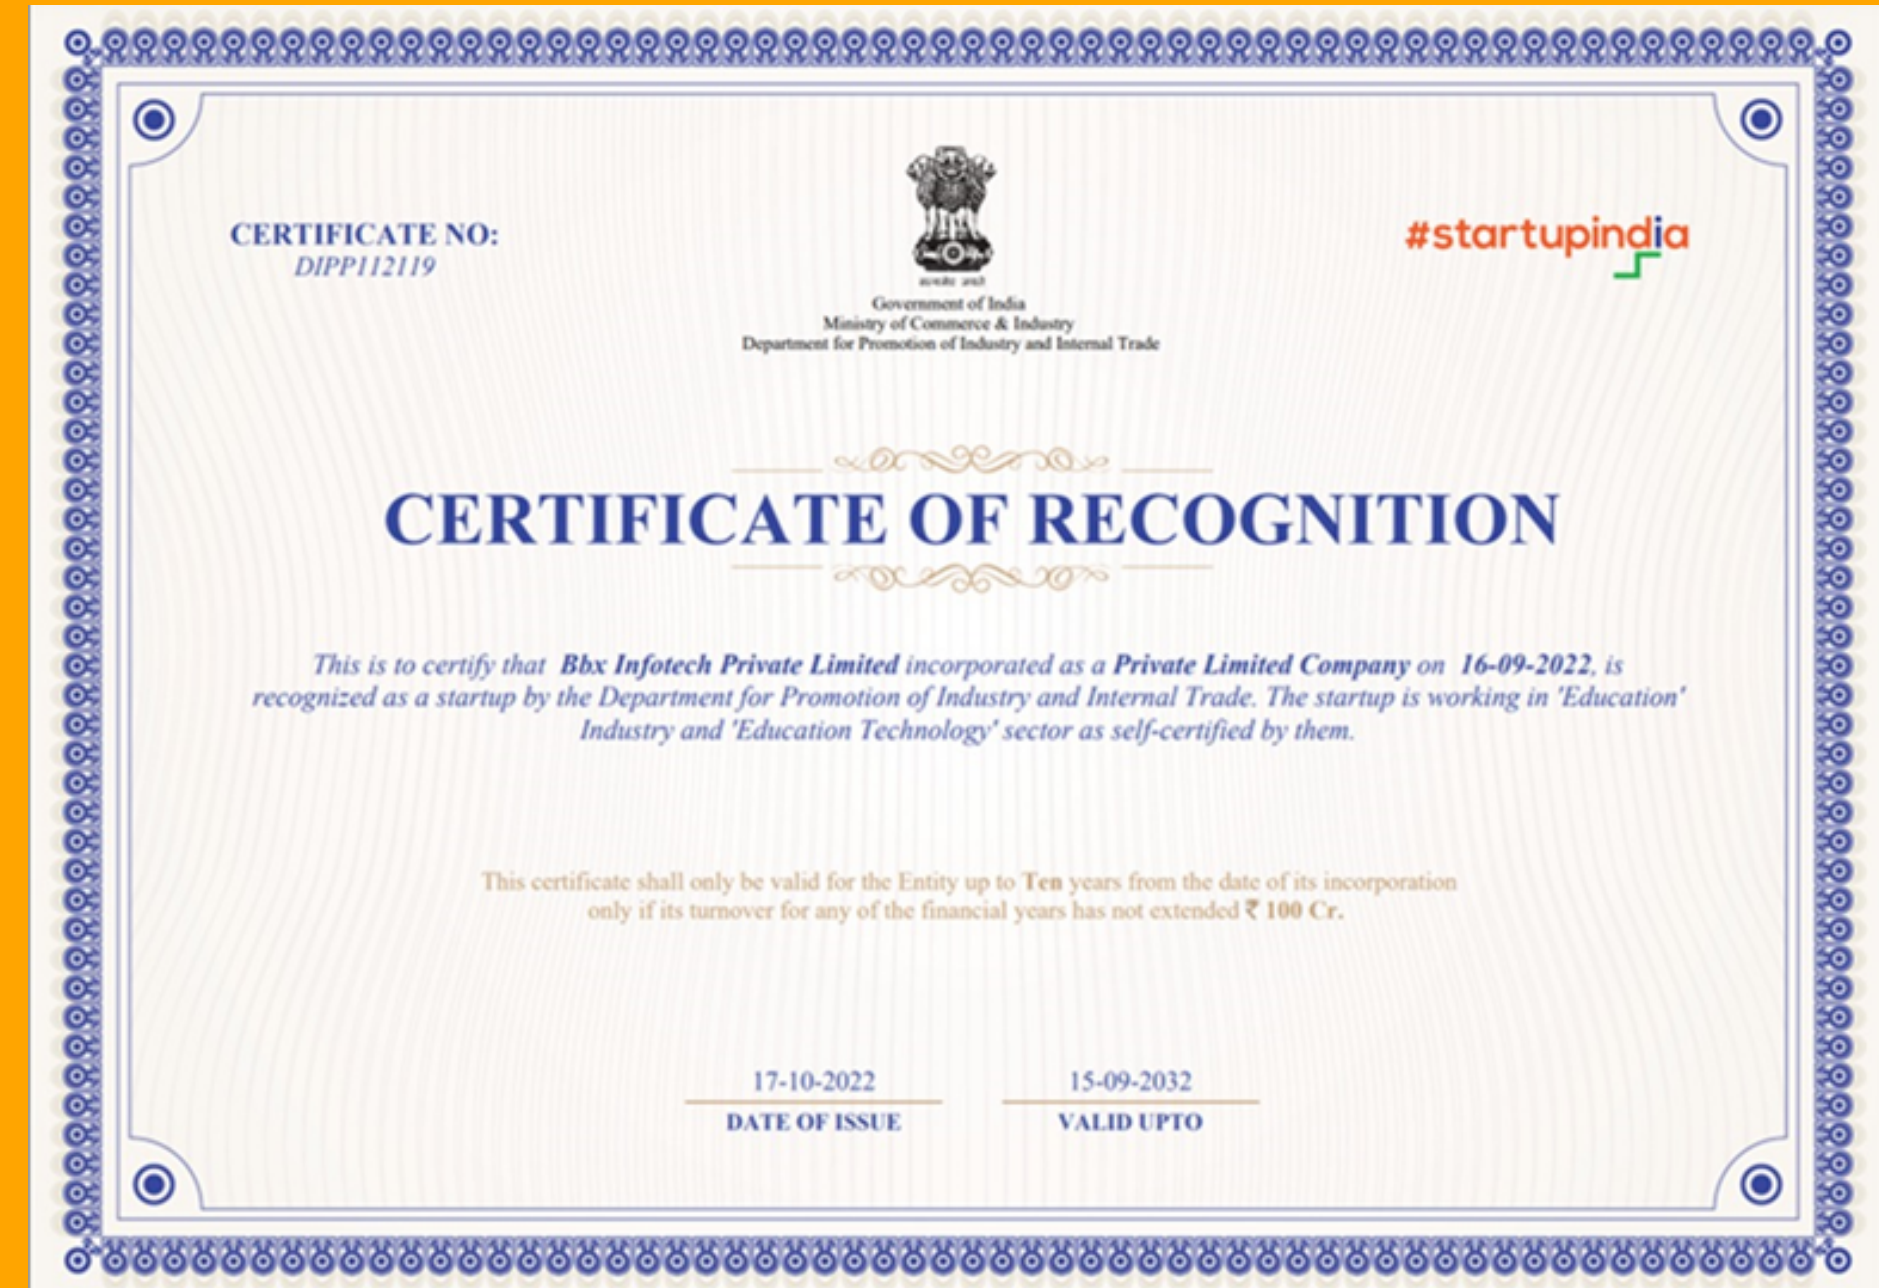 CERTIFICATE NO:
DIPP112119
#startupindia
सत्यमेव जयते
Government of India
Ministry of Commerce & Industry
Department for Promotion of Industry and Internal Trade
CERTIFICATE OF RECOGNITION
This is to certify that Bbx Infotech Private Limited incorporated as a Private Limited Company on 16-09-2022, is
recognized as a startup by the Department for Promotion of Industry and Internal Trade. The startup is working in 'Education'
Industry and 'Education Technology' sector as self-certified by them.
This certificate shall only be valid for the Entity up to Ten years from the date of its incorporation
only if its turnover for any of the financial years has not extended ₹ 100 Cr.
17-10-2022
DATE OF ISSUE
15-09-2032
VALID UPTO